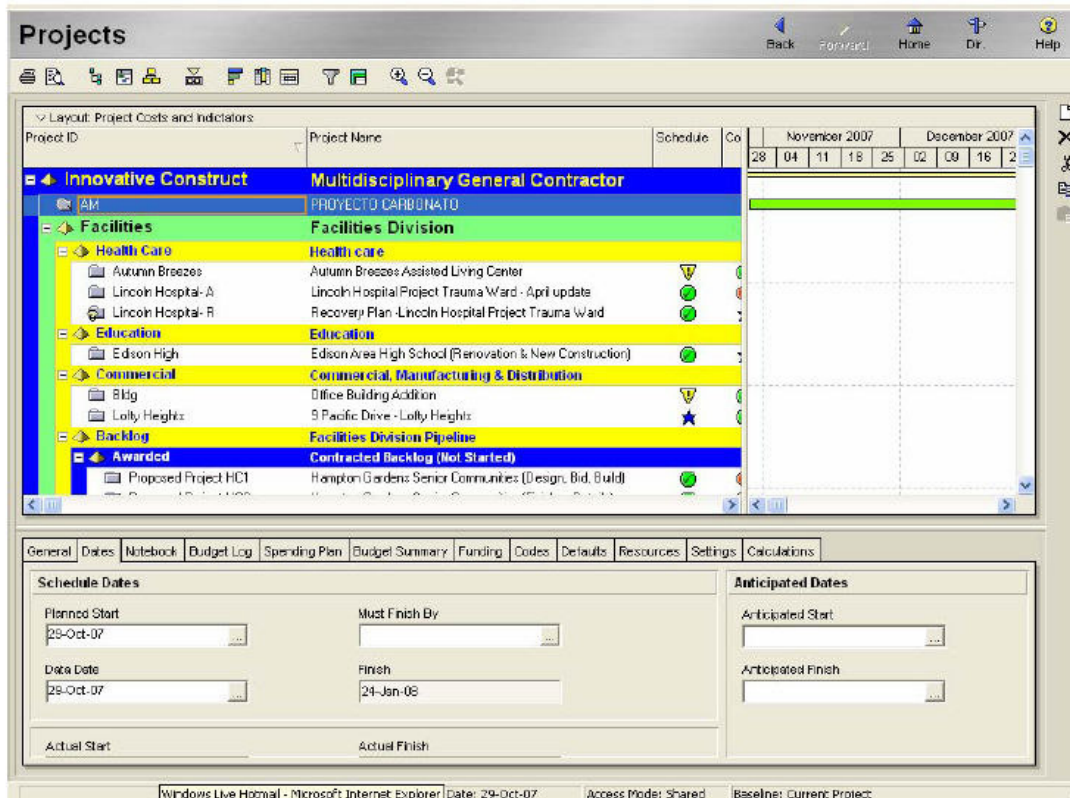 Projects
Back Forward Home Dir. Help
Layout: Project Costs and Indictators
Project ID Project Name Schedule Co November 2007 December 2007
28 04 11 18 25 02 09 16 2
Innovative Construct Multidisciplinary General Contractor
AM PROYECTO CARBONATO
Facilities Facilities Division
Health Care Health care
Autumn Breezes Autumn Breezes Assisted Living Center
Lincoln Hospital- A Lincoln Hospital Project Trauma Ward - April update
Lincoln Hospital- R Recovery Plan -Lincoln Hospital Project Trauma Ward
Education Education
Edison High Edison Area High School (Renovation & New Construction)
Commercial Commercial, Manufacturing & Distribution
Bldg Office Building Addition
Lofty Heights 9 Pacific Drive - Lofty Heights
Backlog Facilities Division Pipeline
Awarded Contracted Backlog (Not Started)
Proposed Project HC1 Hampton Gardens Senior Communities (Design, Bid, Build)
General Dates Notebook Budget Log Spending Plan Budget Summary Funding Codes Defaults Resources Settings Calculations
Schedule Dates Anticipated Dates
Planned Start Must Finish By Anticipated Start
29-Oct-07
Data Date Finish Anticipated Finish
29-Oct-07 24-Jan-08
Actual Start Actual Finish
Windows Live Hotmail - Microsoft Internet Explorer Date: 29-Oct-07 Access Mode: Shared Baseline: Current Project